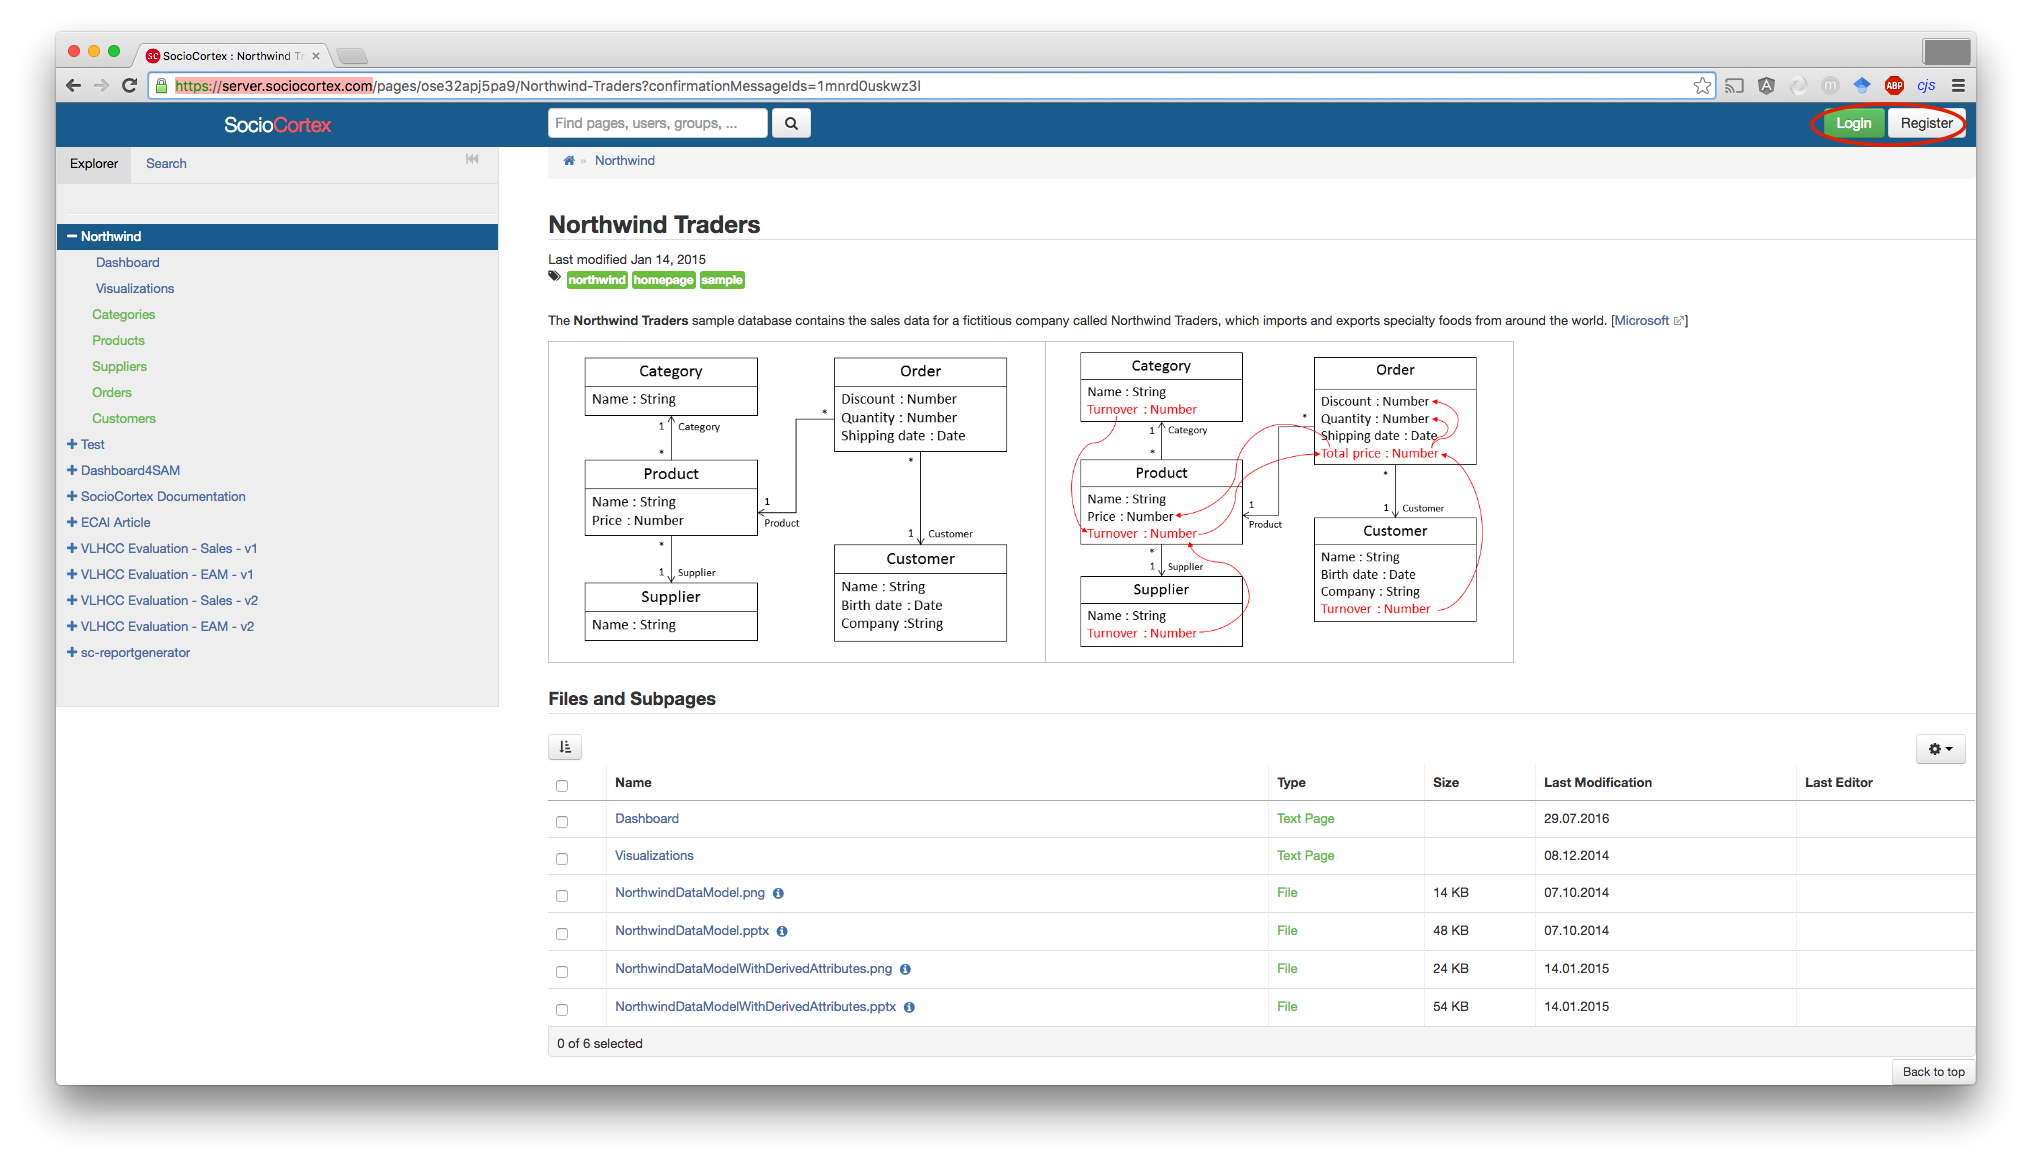 SocioCortex : Northwind Tr
https://server.sociocortex.com/pages/ose32apj5pa9/Northwind-Traders?confirmationMessageIds=1mnrd0uskwz3l
ABP cjs
SocioCortex
Find pages, users, groups, ...
Login Register
Explorer Search
» Northwind
Northwind
Dashboard
Visualizations
Categories
Products
Suppliers
Orders
Customers
Test
Dashboard4SAM
SocioCortex Documentation
ECAI Article
VLHCC Evaluation - Sales - v1
VLHCC Evaluation - EAM - v1
VLHCC Evaluation - Sales - v2
VLHCC Evaluation - EAM - v2
sc-reportgenerator
Northwind Traders
Last modified Jan 14, 2015
northwind homepage sample
The Northwind Traders sample database contains the sales data for a fictitious company called Northwind Traders, which imports and exports specialty foods from around the world. [Microsoft]
Category
Name : String
1 Category
*
Product
Name : String
Price : Number
*
1 Supplier
Supplier
Name : String
Order
Discount : Number
Quantity : Number
Shipping date : Date
*
1
Product
*
1 Customer
Customer
Name : String
Birth date : Date
Company :String
Category
Name : String
Turnover : Number
1 Category
*
Product
Name : String
Price : Number
Turnover : Number
*
1 Supplier
Supplier
Name : String
Turnover : Number
Order
Discount : Number
Quantity : Number
Shipping date : Date
Total price : Number
*
1
Product
*
1 Customer
Customer
Name : String
Birth date : Date
Company : String
Turnover : Number
Files and Subpages
Name Type Size Last Modification Last Editor
Dashboard Text Page 29.07.2016
Visualizations Text Page 08.12.2014
NorthwindDataModel.png File 14 KB 07.10.2014
NorthwindDataModel.pptx File 48 KB 07.10.2014
NorthwindDataModelWithDerivedAttributes.png File 24 KB 14.01.2015
NorthwindDataModelWithDerivedAttributes.pptx File 54 KB 14.01.2015
0 of 6 selected
Back to top